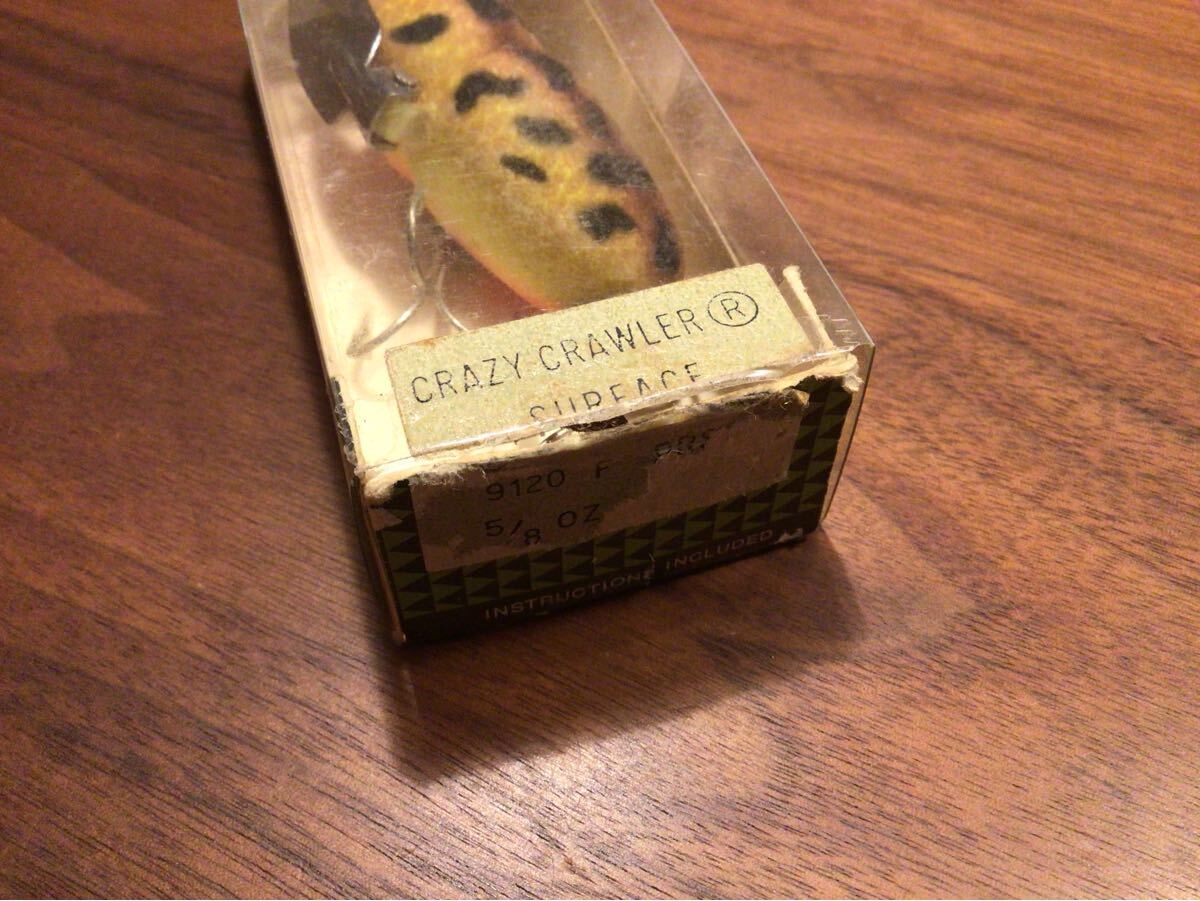 CRAZY CRAWLER®
SURFACE
9120 F
5/8 OZ
INSTRUCTIONS INCLUDED